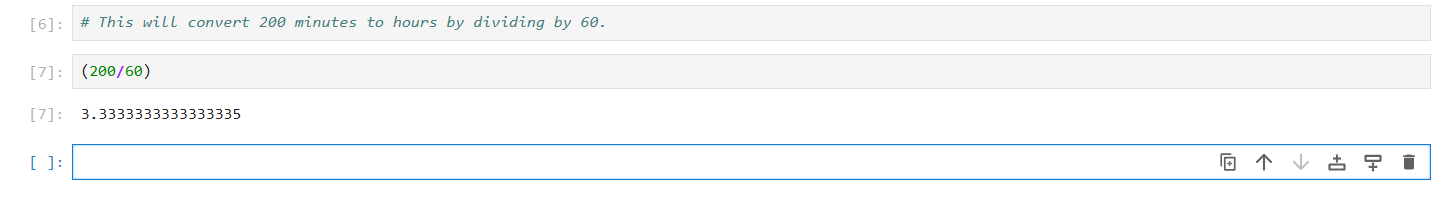 [6]: # This will convert 200 minutes to hours by dividing by 60.
[7]: (200/60)
[7]: 3.3333333333333335
[ ]: